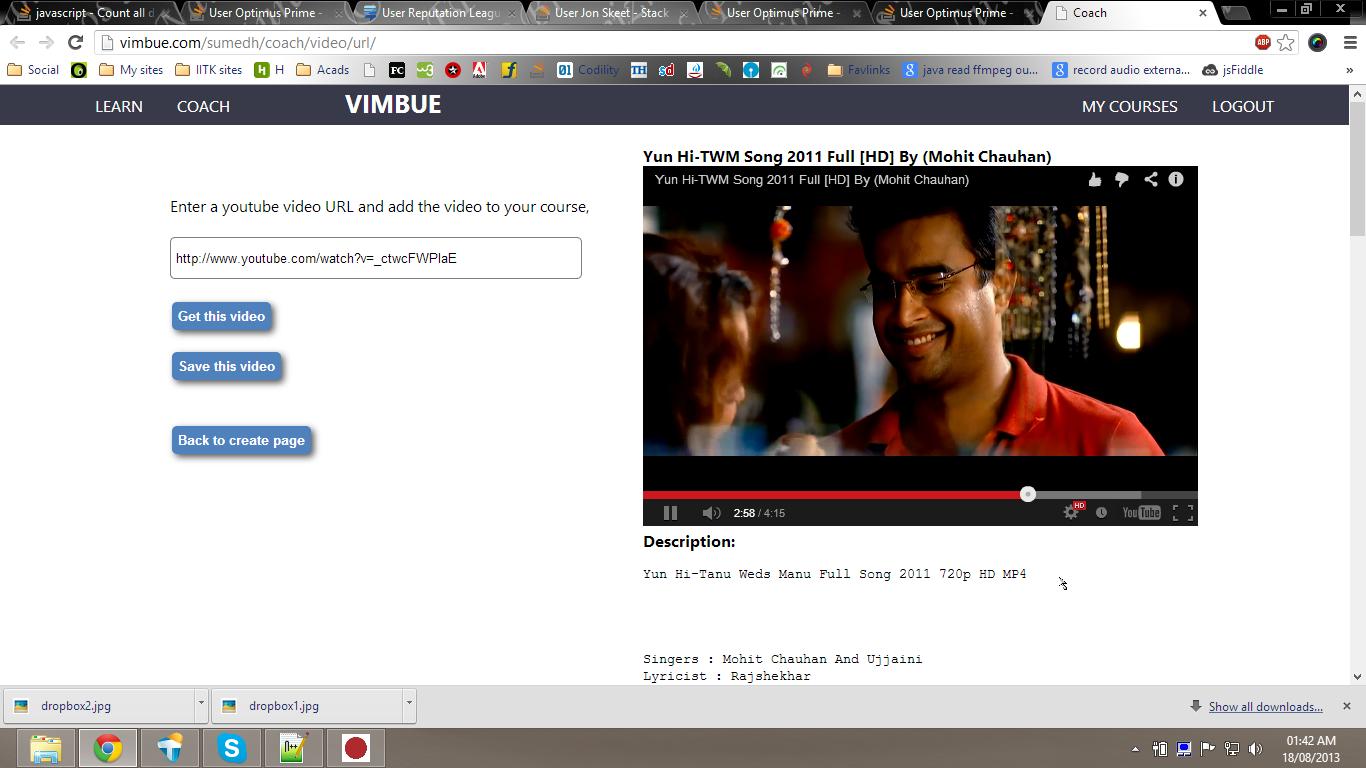 javascript - Count all d
User Optimus Prime -
User Reputation Leagu
User Jon Skeet - Stack
User Optimus Prime -
User Optimus Prime -
Coach
vimbue.com/sumedh/coach/video/url/
ABP
Social
My sites
IITK sites
H
Acads
FC
w3
01 Codility
TH
sd
Favlinks
java read ffmpeg ou...
record audio externa...
jsFiddle
LEARN COACH VIMBUE MY COURSES LOGOUT
Yun Hi-TWM Song 2011 Full [HD] By (Mohit Chauhan)
Yun Hi-TWM Song 2011 Full [HD] By (Mohit Chauhan)
Enter a youtube video URL and add the video to your course,
http://www.youtube.com/watch?v=_ctwcFWPIaE
Get this video
Save this video
Back to create page
2:58 / 4:15
HD
YouTube
Description:
Yun Hi-Tanu Weds Manu Full Song 2011 720p HD MP4
Singers : Mohit Chauhan And Ujjaini
Lyricist : Rajshekhar
dropbox2.jpg
dropbox1.jpg
Show all downloads...
01:42 AM
18/08/2013